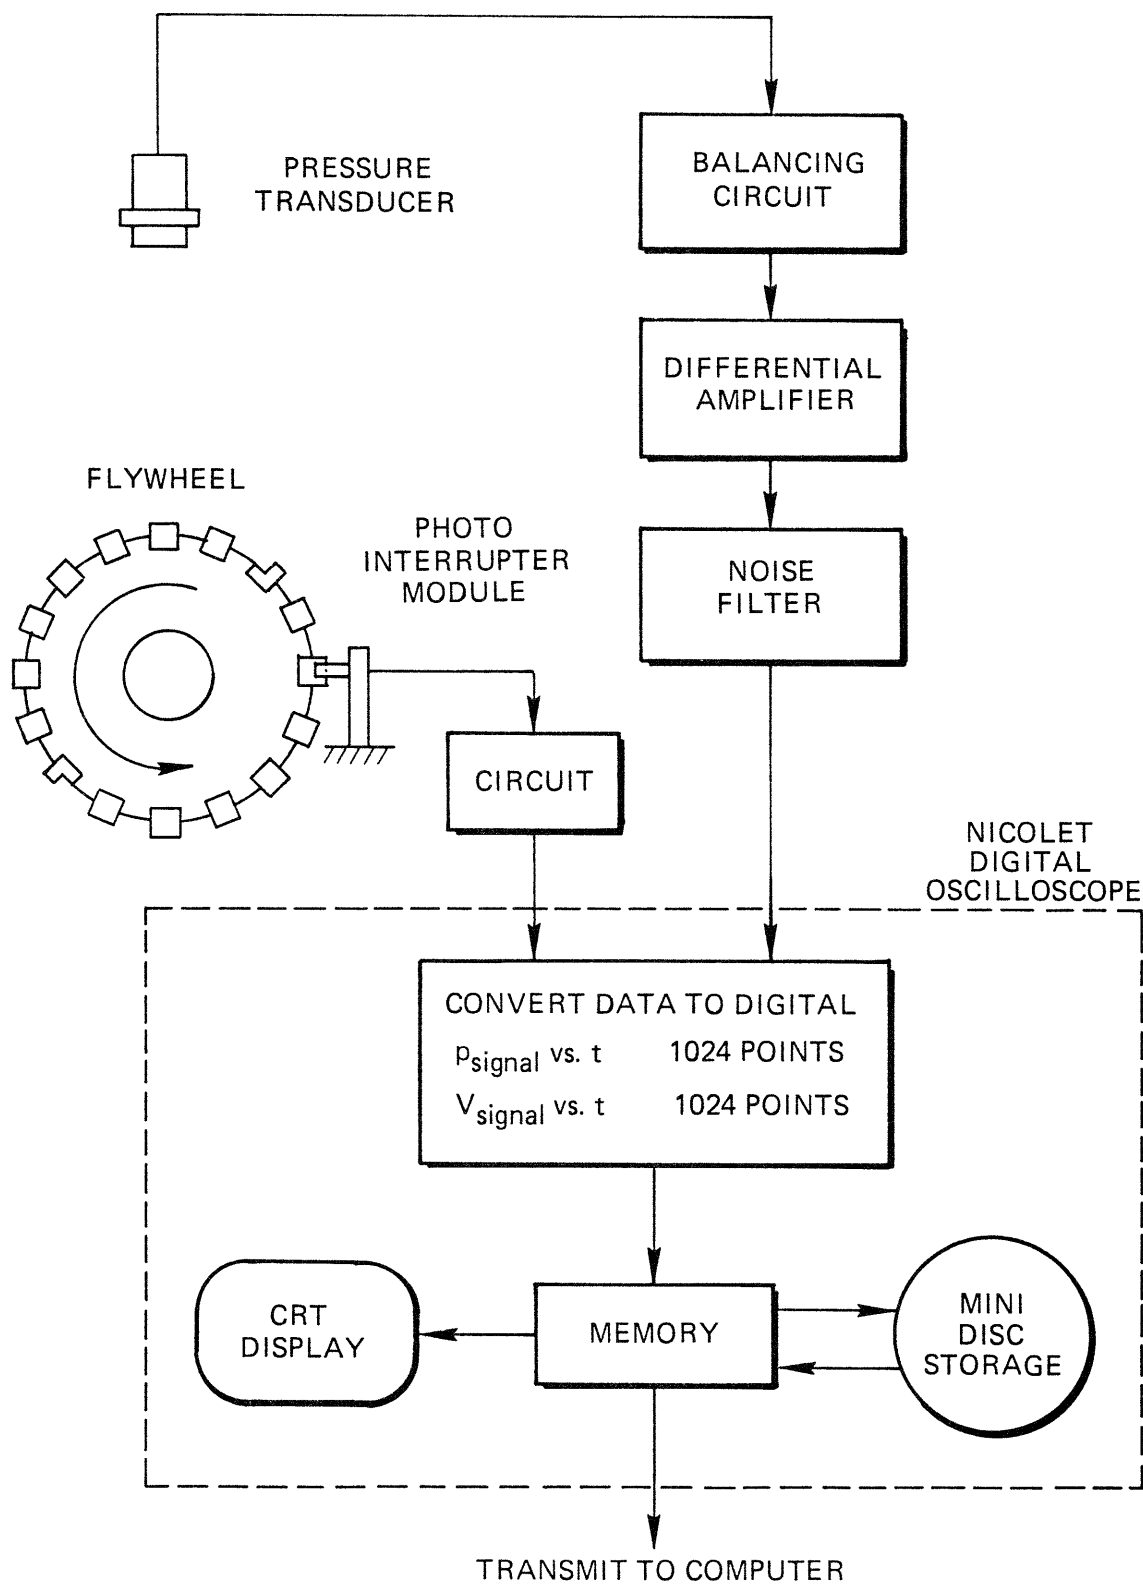 PRESSURE
TRANSDUCER
BALANCING
CIRCUIT
DIFFERENTIAL
AMPLIFIER
FLYWHEEL
PHOTO
INTERRUPTER
MODULE
NOISE
FILTER
CIRCUIT
NICOLET
DIGITAL
OSCILLOSCOPE
CONVERT DATA TO DIGITAL
psignal vs. t 1024 POINTS
Vsignal vs. t 1024 POINTS
CRT
DISPLAY
MEMORY
MINI
DISC
STORAGE
TRANSMIT TO COMPUTER